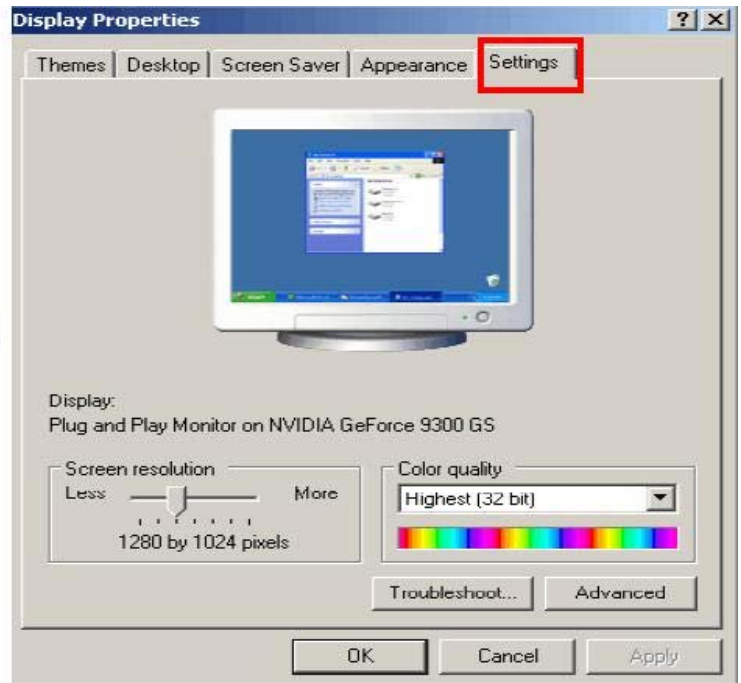 Display Properties
Themes Desktop Screen Saver Appearance Settings
Display:
Plug and Play Monitor on NVIDIA GeForce 9300 GS
Screen resolution
Less More
1280 by 1024 pixels
Color quality
Highest (32 bit)
Troubleshoot... Advanced
OK Cancel Apply